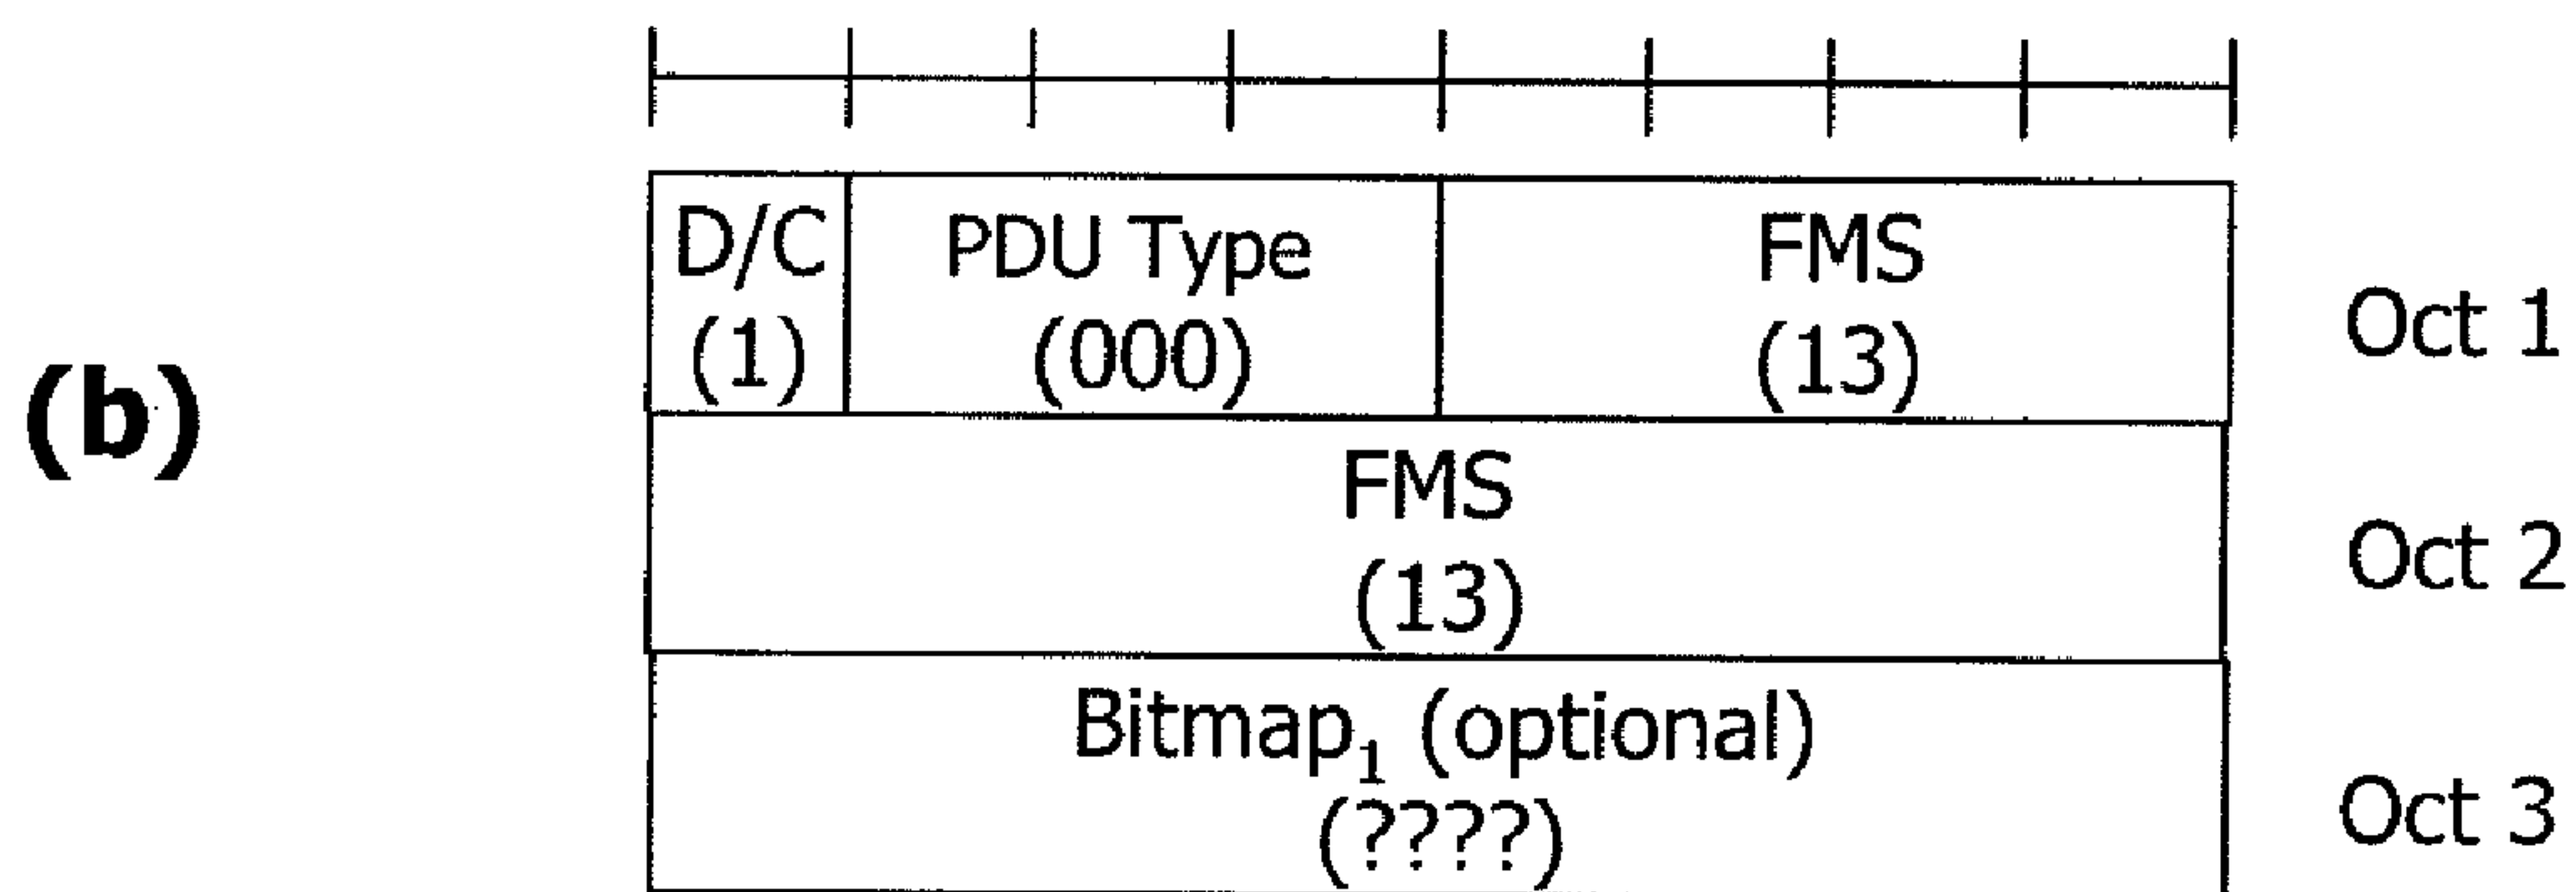 D/C PDU Type FMS
(1) (000) (13) Oct 1
(b)
FMS
(13) Oct 2
Bitmap₁ (optional)
(????) Oct 3